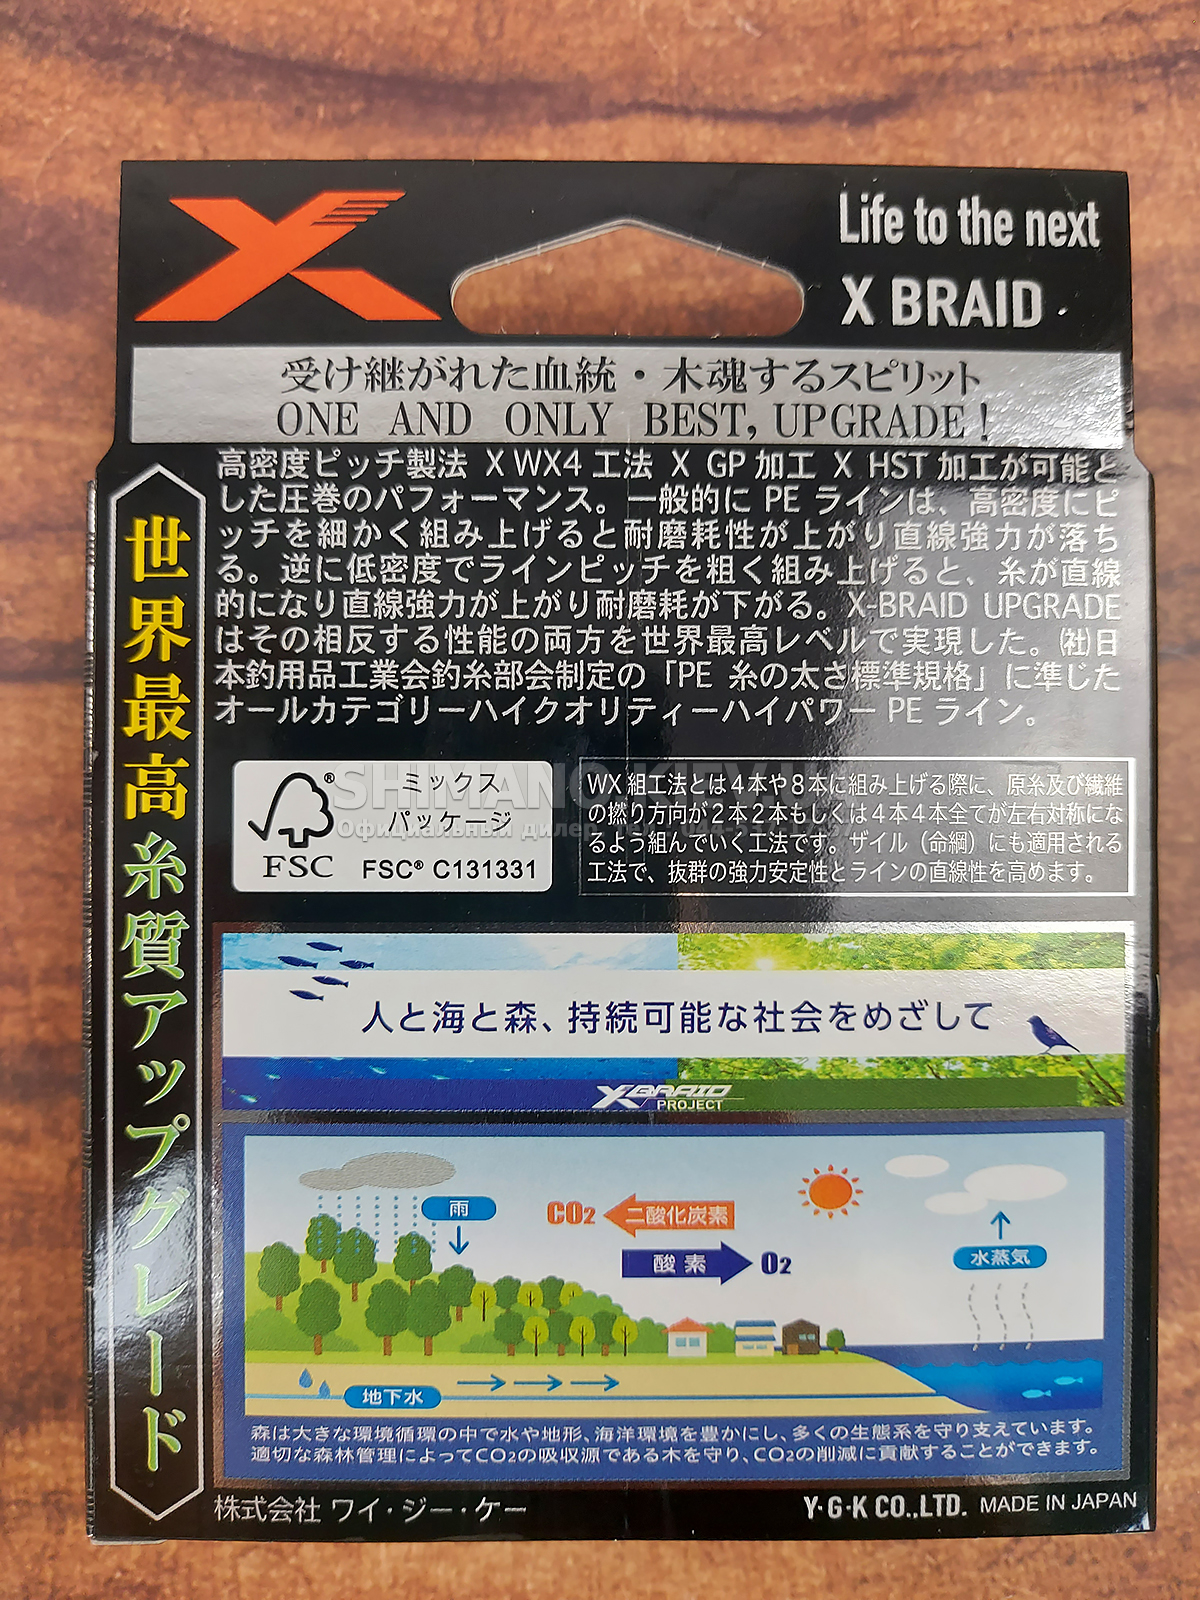 Life to the next
X BRAID
受け継がれた血統・木魂するスピリット
ONE AND ONLY BEST, UPGRADE!
世界最高糸質アップグレード
高密度ピッチ製法 X WX4 工法 X GP 加工 X HST 加工が可能と
した圧巻のパフォーマンス。一般的に PE ラインは、高密度にピ
ッチを細かく組み上げると耐磨耗性が上がり直線強力が落ち
る。逆に低密度でラインピッチを粗く組み上げると、糸が直線
的になり直線強力が上がり耐磨耗が下がる。X-BRAID UPGRADE
はその相反する性能の両方を世界最高レベルで実現した。㈳日
本釣用品工業会釣糸部会制定の「PE 糸の太さ標準規格」に準じた
オールカテゴリーハイクオリティーハイパワー PE ライン。
FSC®
ミックス
パッケージ
FSC® C131331
SHIMANO.KIEV.UA
Официальный дилер
WX 組工法とは4本や8本に組み上げる際に、原糸及び繊維
の撚り方向が2本2本もしくは4本4本全てが左右対称にな
るよう組んでいく工法です。ザイル（命綱）にも適用される
工法で、抜群の強力安定性とラインの直線性を高めます。
人と海と森、持続可能な社会をめざして
XBRAID
PROJECT
雨
CO2
二酸化炭素
酸素
O2
水蒸気
地下水
森は大きな環境循環の中で水や地形、海洋環境を豊かにし、多くの生態系を守り支えています。
適切な森林管理によってCO2の吸収源である木を守り、CO2の削減に貢献することができます。
株式会社 ワイ・ジー・ケー
Y·G·K CO.,LTD. MADE IN JAPAN